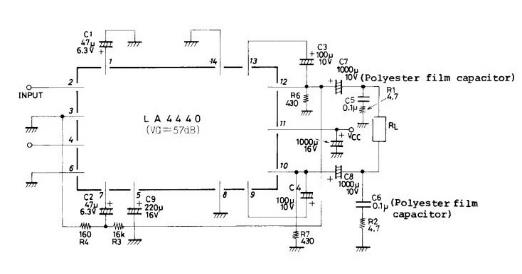 C1
47μ
6.3V +
1
14
13
C3
100μ
10V
C7
1000μ
10V (Polyester film capacitor)
2
INPUT
3
4
6
LA4440
(VG=57dB)
12
11
10
R6
430
C5
0.1μ
R1
4.7
RL
1000μ
16V
VCC
C8
1000μ
10V
7
5
8
9
C2
47μ
6.3V
C9
220μ
16V
C4
100μ
10V
C6 (Polyester film
0.1μ capacitor)
R2
4.7
160
R4
16k
R3
R7
430